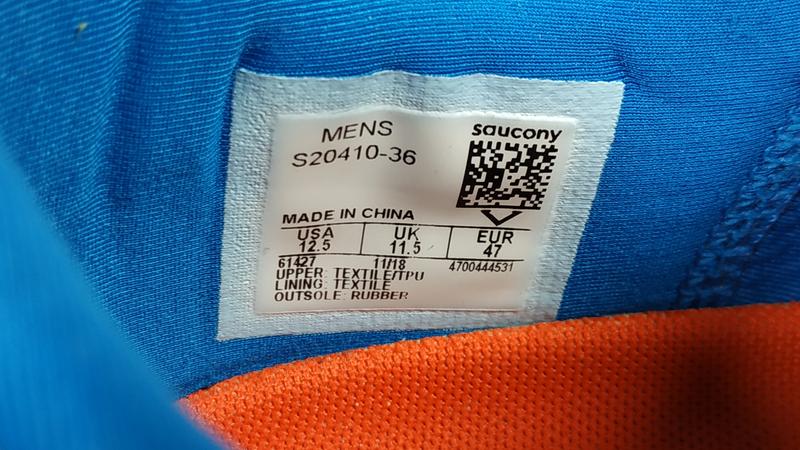 MENS
S20410-36
saucony
MADE IN CHINA
USA UK EUR
12.5 11.5 47
61427 11/18 4700444531
UPPER: TEXTILE/TPU
LINING: TEXTILE
OUTSOLE: RUBBER